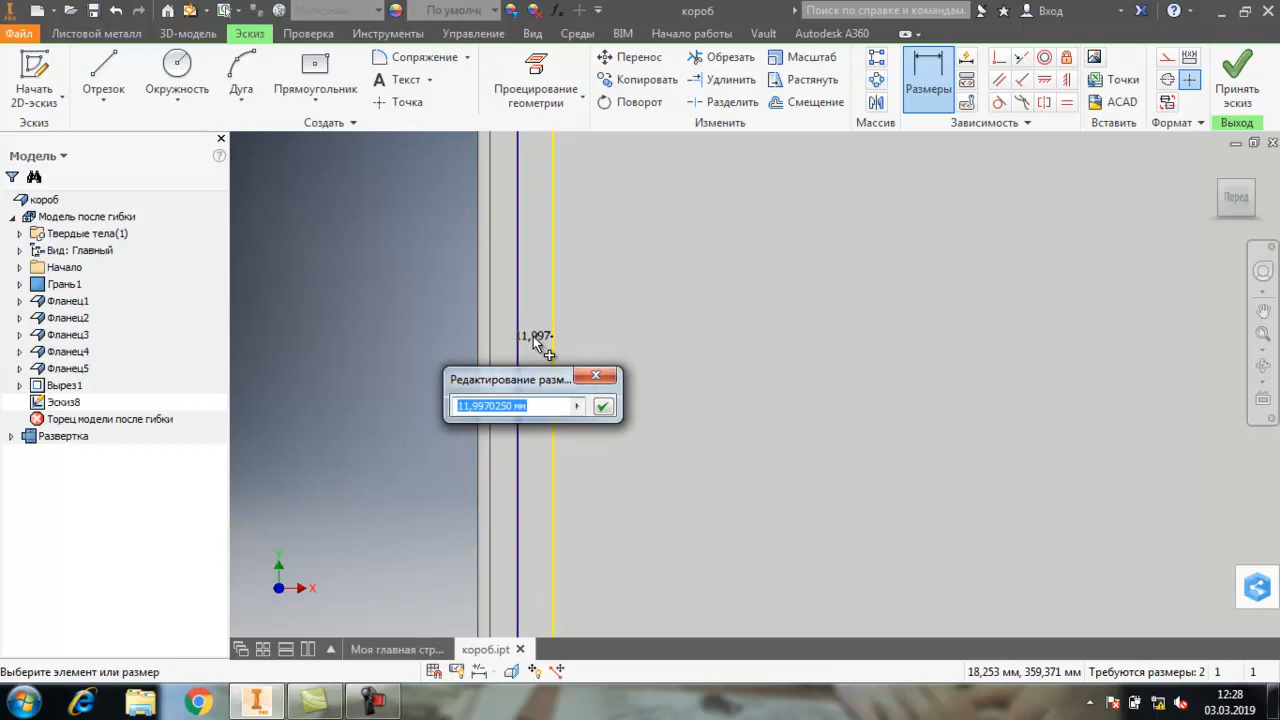 PRO
По умолч
короб
Поиск по справке и командам.
Вход
Файл
Листовой металл
3D-модель
Эскиз
Проверка
Инструменты
Управление
Вид
Среды
BIM
Начало работы
Vault
Autodesk A360
Начать
2D-эскиз
Отрезок
Окружность
Дуга
Прямоугольник
Сопряжение
Текст
Точка
Проецирование
геометрии
Перенос
Копировать
Поворот
Обрезать
Удлинить
Разделить
Масштаб
Растянуть
Смещение
Размеры
Точки
ACAD
Принять
эскиз
Эскиз
Создать
Изменить
Массив
Зависимость
Вставить
Формат
Выход
Модель
короб
Модель после гибки
Твердые тела(1)
Вид: Главный
Начало
Грань1
Фланец1
Фланец2
Фланец3
Фланец4
Фланец5
Вырез1
Эскиз8
Торец модели после гибки
Развертка
Перед
11,997
Редактирование разм...
11,9970250 мм
Y
X
Моя главная стр...
короб.ipt
Выберите элемент или размер
18,253 мм, 359,371 мм
Требуются размеры: 2
1
1
12:28
03.03.2019